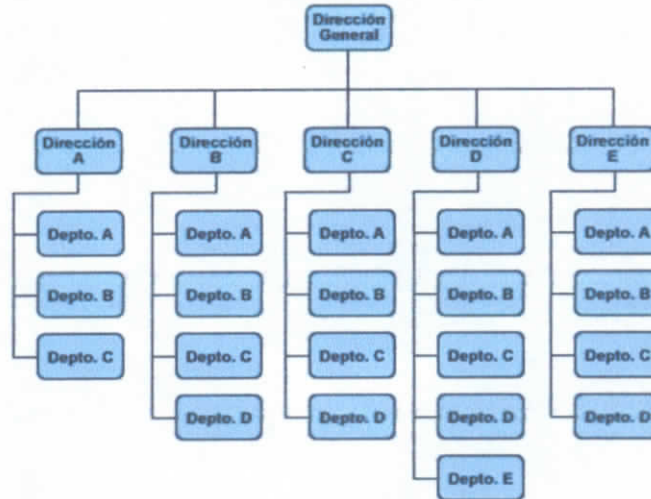 Dirección
General
Dirección
A
Dirección
B
Dirección
C
Dirección
D
Dirección
E
Depto. A
Depto. B
Depto. C
Depto. A
Depto. B
Depto. C
Depto. D
Depto. A
Depto. B
Depto. C
Depto. D
Depto. A
Depto. B
Depto. C
Depto. D
Depto. E
Depto. A
Depto. B
Depto. C
Depto. D